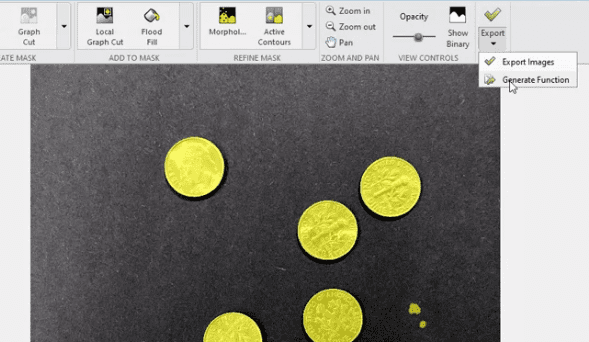 Graph
Cut
Local
Graph Cut
Flood
Fill
Morphol...
Active
Contours
Zoom in
Zoom out
Pan
Opacity
Show
Binary
Export
ATE MASK
ADD TO MASK
REFINE MASK
ZOOM AND PAN
VIEW CONTROLS
Export Images
Generate Function